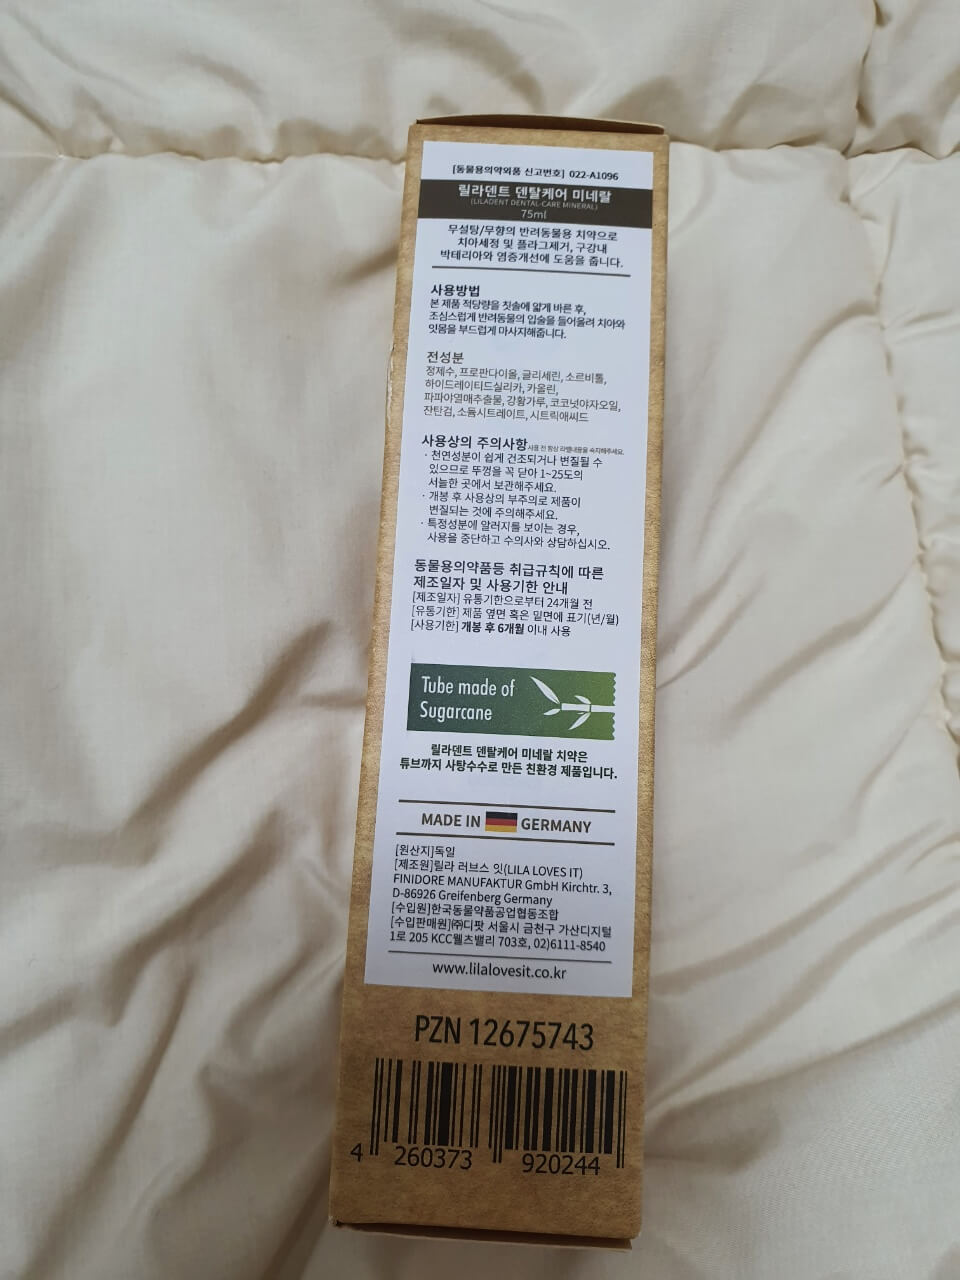 [동물용의약외품 신고번호] 022-A1096
릴라덴트 덴탈케어 미네랄
(LILADENT DENTAL-CARE MINERAL)
75ml
무설탕/무향의 반려동물용 치약으로
치아세정 및 플라그제거, 구강내
박테리아와 염증개선에 도움을 줍니다.
사용방법
본 제품 적당량을 칫솔에 얇게 바른 후,
조심스럽게 반려동물의 입술을 들어올려 치아와
잇몸을 부드럽게 마사지해줍니다.
전성분
정제수, 프로판다이올, 글리세린, 소르비톨,
하이드레이티드실리카, 카올린,
파파야열매추출물, 강황가루, 코코넛야자오일,
잔탄검, 소듐시트레이트, 시트릭애씨드
사용상의 주의사항 사용 전 항상 라벨내용을 숙지해주세요.
· 천연성분이 쉽게 건조되거나 변질될 수
있으므로 뚜껑을 꼭 닫아 1~25도의
서늘한 곳에서 보관해주세요.
· 개봉 후 사용상의 부주의로 제품이
변질되는 것에 주의해주세요.
· 특정성분에 알러지를 보이는 경우,
사용을 중단하고 수의사와 상담하십시오.
동물용의약품등 취급규칙에 따른
제조일자 및 사용기한 안내
[제조일자] 유통기한으로부터 24개월 전
[유통기한] 제품 옆면 혹은 밑면에 표기(년/월)
[사용기한] 개봉 후 6개월 이내 사용
Tube made of
Sugarcane
릴라덴트 덴탈케어 미네랄 치약은
튜브까지 사탕수수로 만든 친환경 제품입니다.
MADE IN GERMANY
[원산지]독일
[제조원]릴라 러브스 잇(LILA LOVES IT)
FINIDORE MANUFAKTUR GmbH Kirchtr. 3,
D-86926 Greifenberg Germany
[수입원]한국동물약품공업협동조합
[수입판매원]㈜디팟 서울시 금천구 가산디지털
1로 205 KCC웰츠밸리 703호, 02)6111-8540
www.lilalovesit.co.kr
PZN 12675743
4 260373 920244